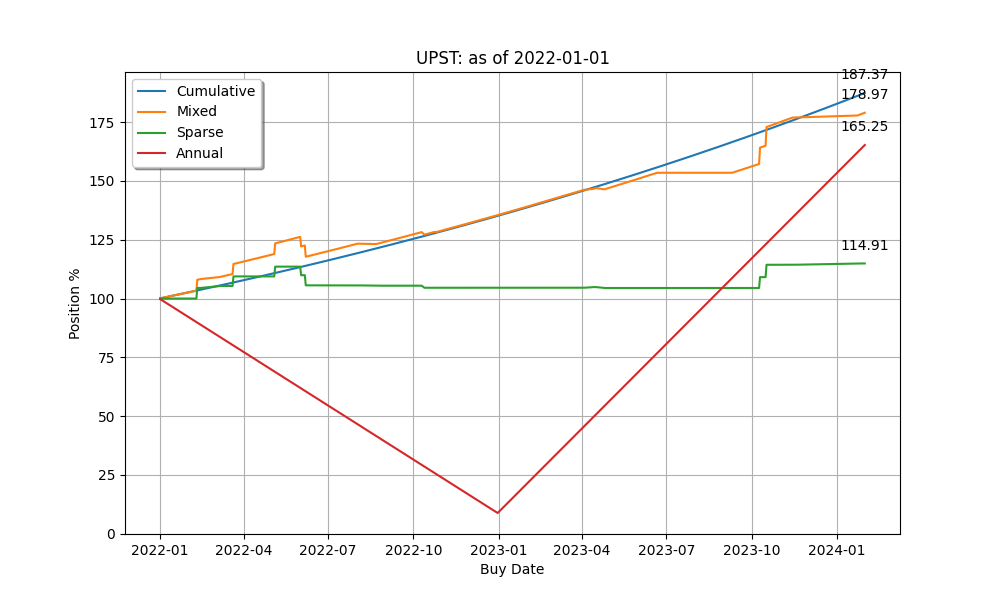 UPST: as of 2022-01-01
Cumulative
Mixed
Sparse
Annual
187.37
178.97
165.25
114.91
Position %
175
150
125
100
75
50
25
0
2022-01 2022-04 2022-07 2022-10 2023-01 2023-04 2023-07 2023-10 2024-01
Buy Date